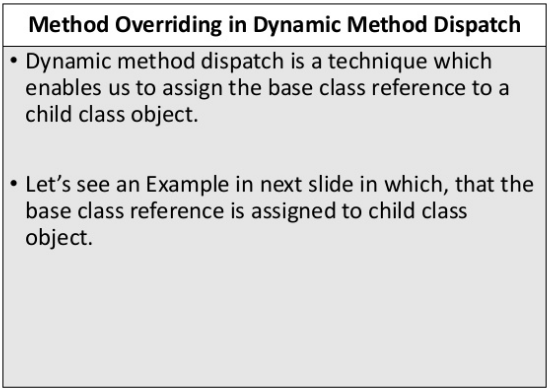 Method Overriding in Dynamic Method Dispatch
• Dynamic method dispatch is a technique which
enables us to assign the base class reference to a
child class object.
• Let’s see an Example in next slide in which, that the
base class reference is assigned to child class
object.